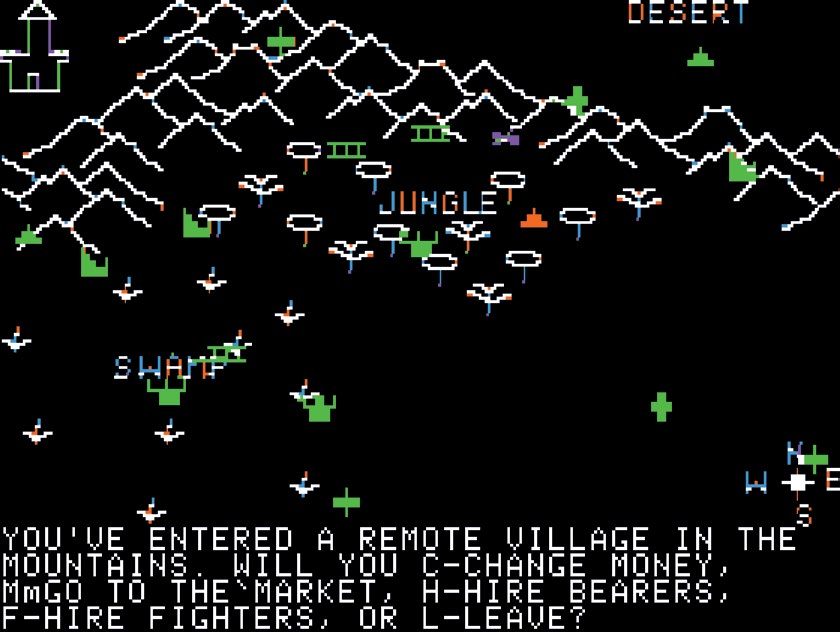 DESERT
JUNGLE
SWAMP
N
W E
S
YOU'VE ENTERED A REMOTE VILLAGE IN THE
MOUNTAINS. WILL YOU C-CHANGE MONEY,
MmGO TO THE`MARKET, H-HIRE BEARERS,
F-HIRE FIGHTERS, OR L-LEAVE?